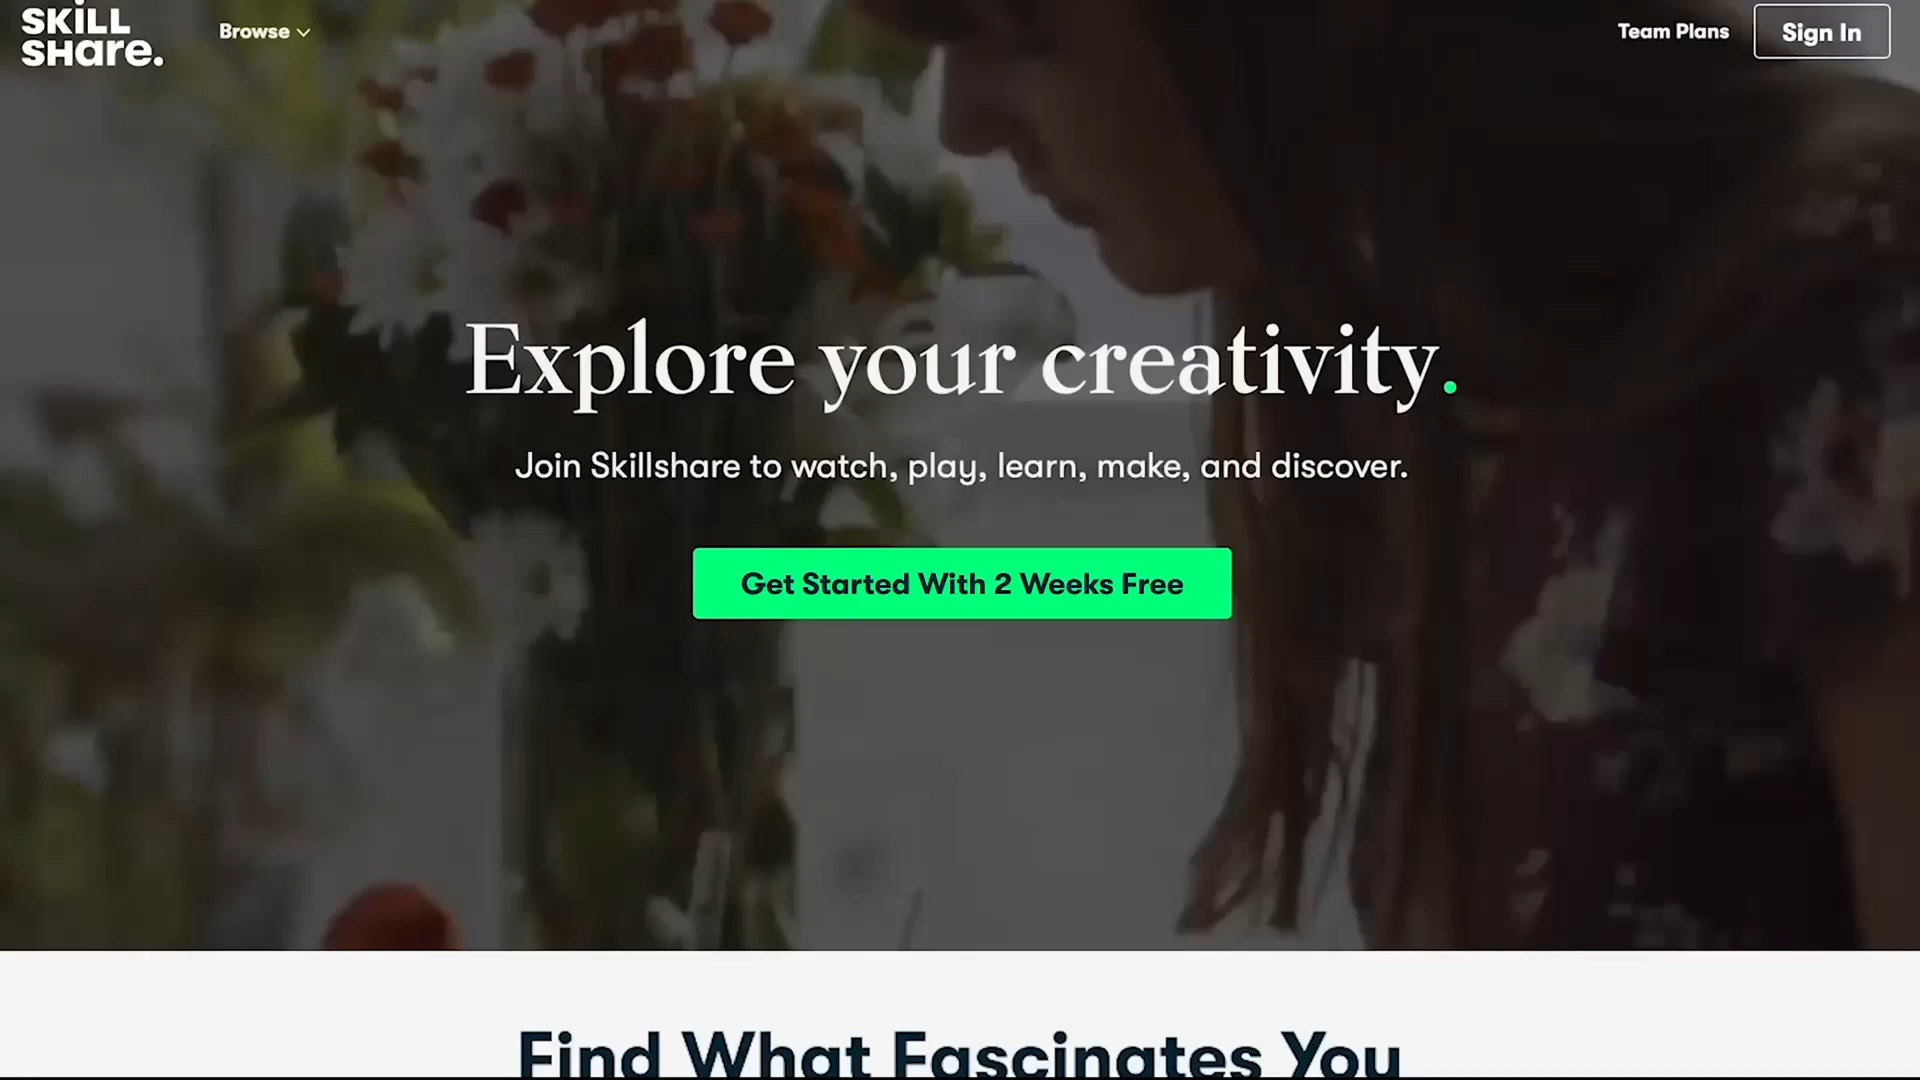 SKiLL
SHare.
Browse
Team Plans
Sign In
Explore your creativity.
Join Skillshare to watch, play, learn, make, and discover.
Get Started With 2 Weeks Free
Find What Fascinates You